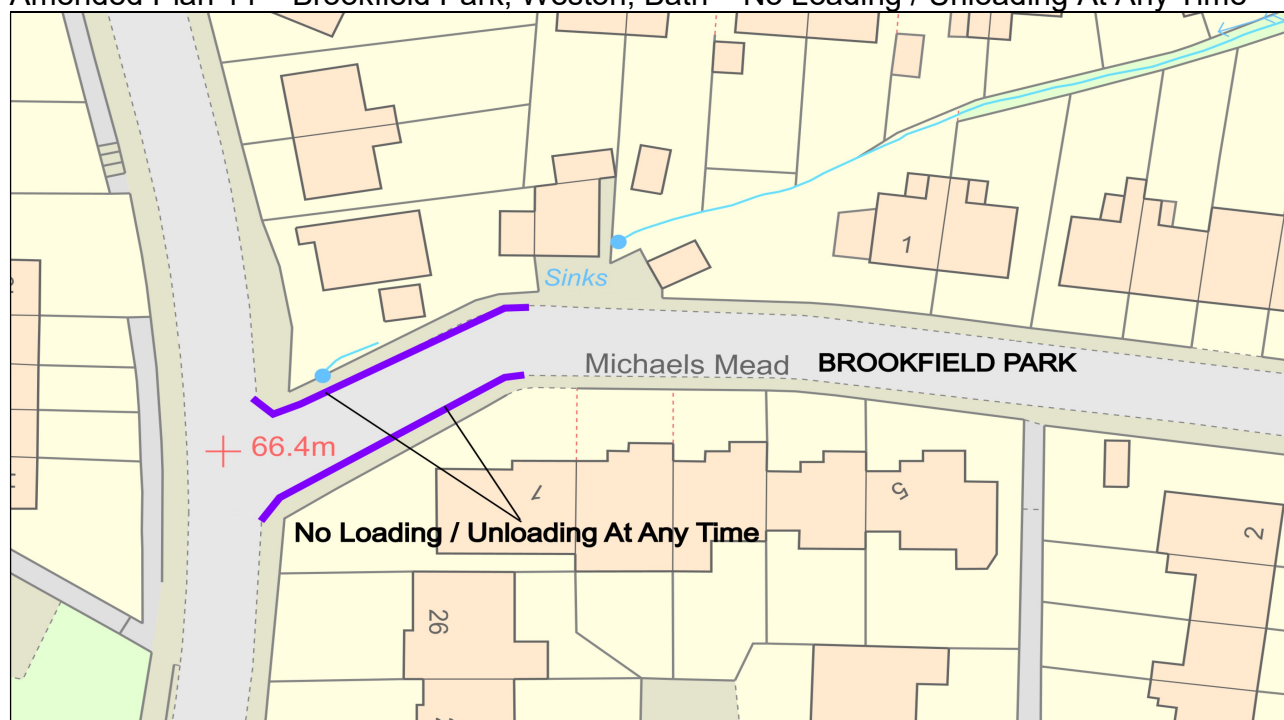 Amended Plan 11 – Brookfield Park, Weston, Bath – No Loading / Unloading At Any Time
1
Sinks
Michaels Mead BROOKFIELD PARK
66.4m
1
5
2
No Loading / Unloading At Any Time
26